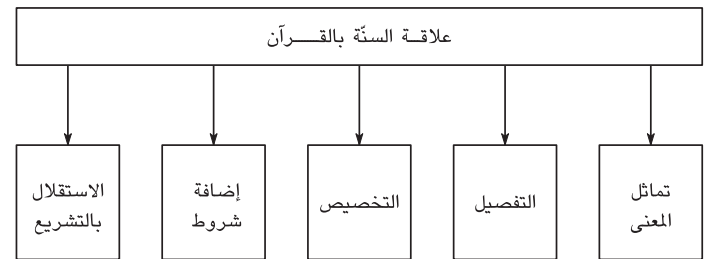 علاقة السنّة بالقرآن
تماثل
المعنى
التفصيل
التخصيص
إضافة
شروط
الاستقلال
بالتشريع